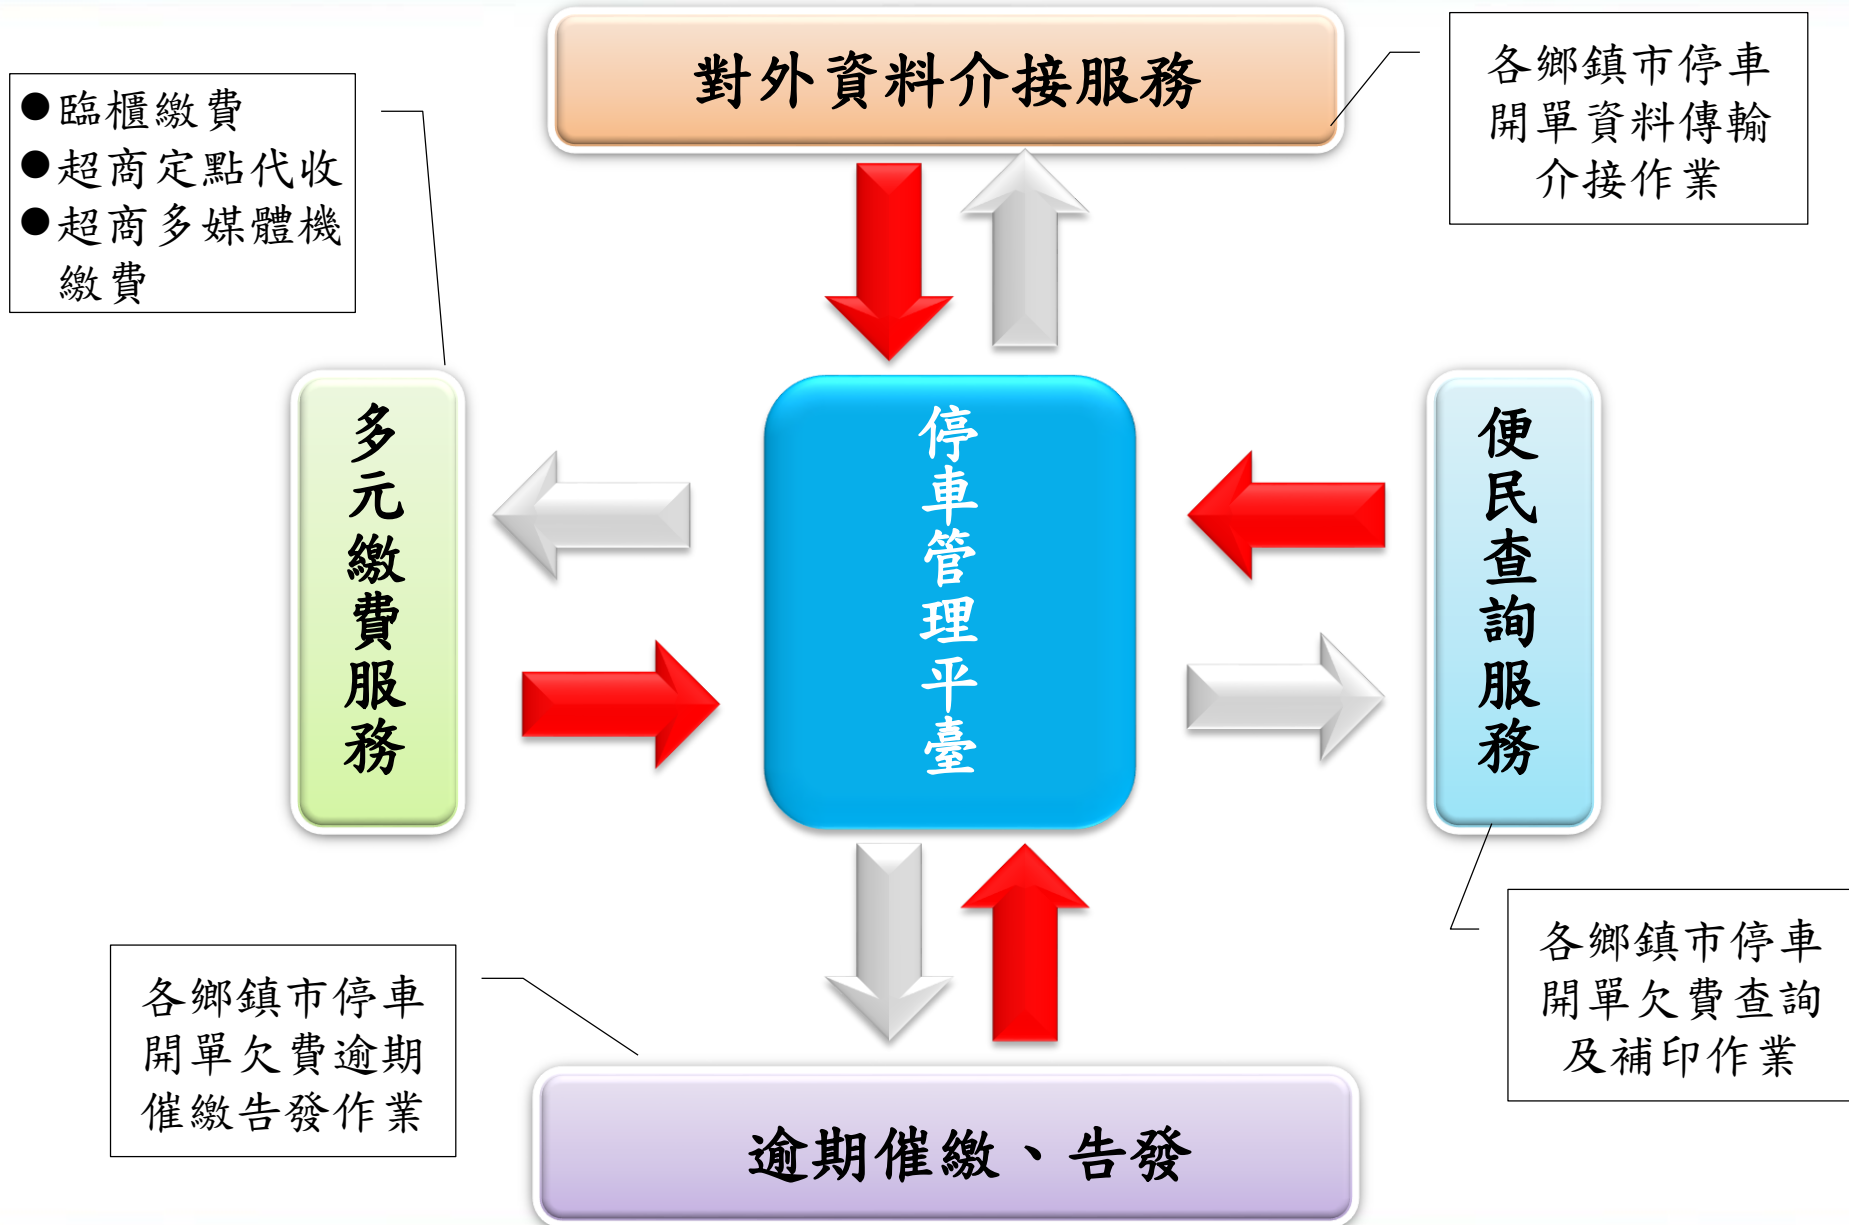 對外資料介接服務
各鄉鎮市停車
開單資料傳輸
介接作業
●臨櫃繳費
●超商定點代收
●超商多媒體機
繳費
多元繳費服務
停車管理平臺
便民查詢服務
各鄉鎮市停車
開單欠費查詢
及補印作業
各鄉鎮市停車
開單欠費逾期
催繳告發作業
逾期催繳、告發